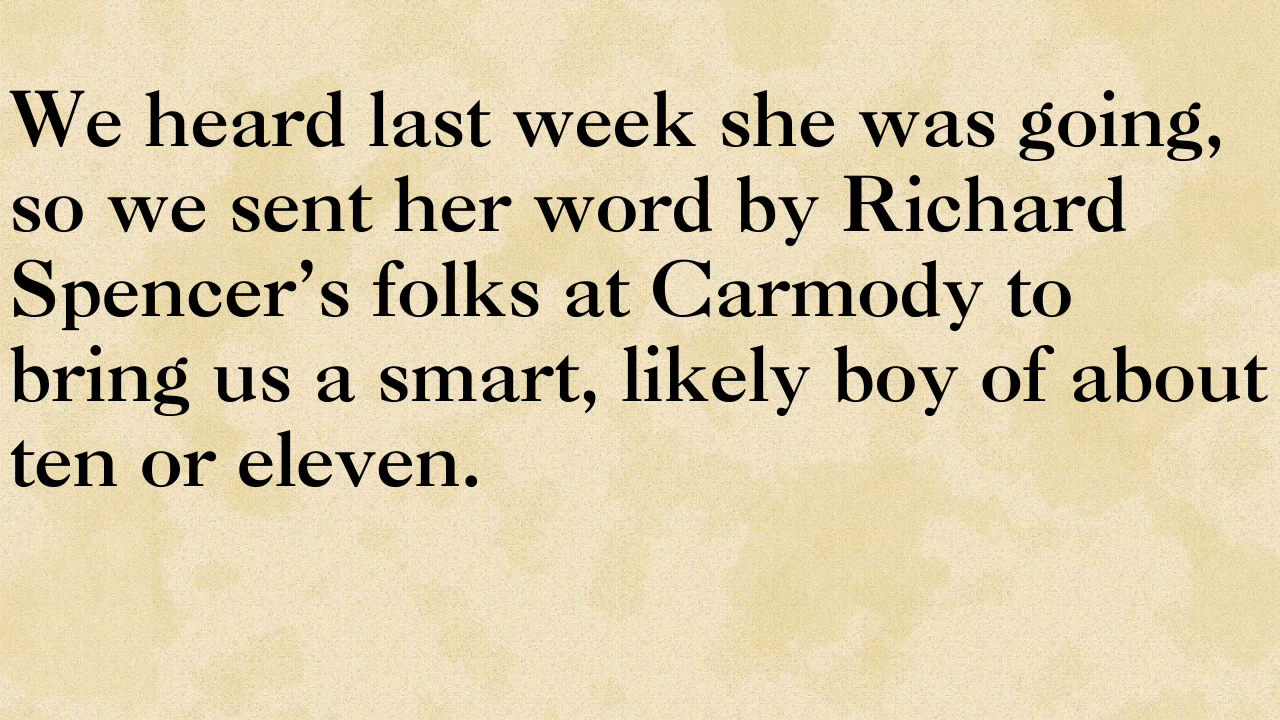 We heard last week she was going,
so we sent her word by Richard
Spencer’s folks at Carmody to
bring us a smart, likely boy of about
ten or eleven.